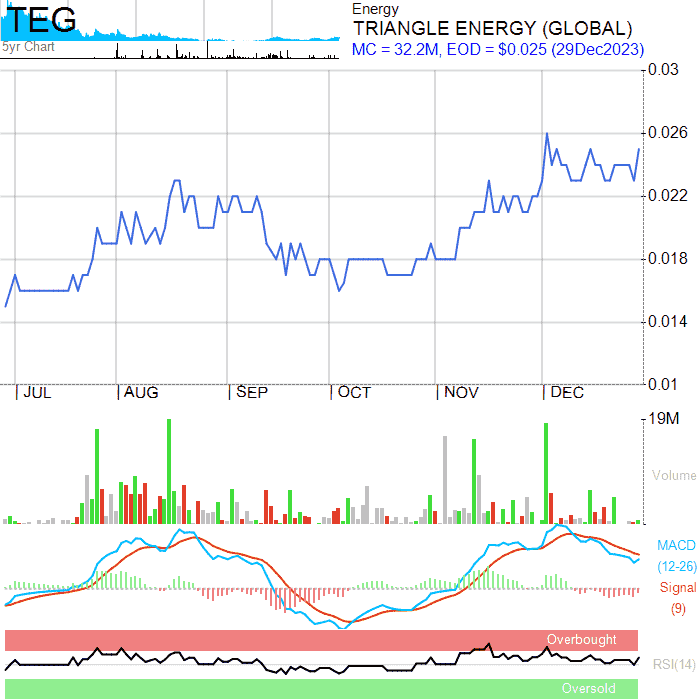 TEG
5yr Chart
Energy
TRIANGLE ENERGY (GLOBAL)
MC = 32.2M, EOD = $0.025 (29Dec2023)
0.03
0.026
0.022
0.018
0.014
0.01
JUL AUG SEP OCT NOV DEC
19M
Volume
MACD
(12-26)
Signal
(9)
Overbought
RSI(14)
Oversold